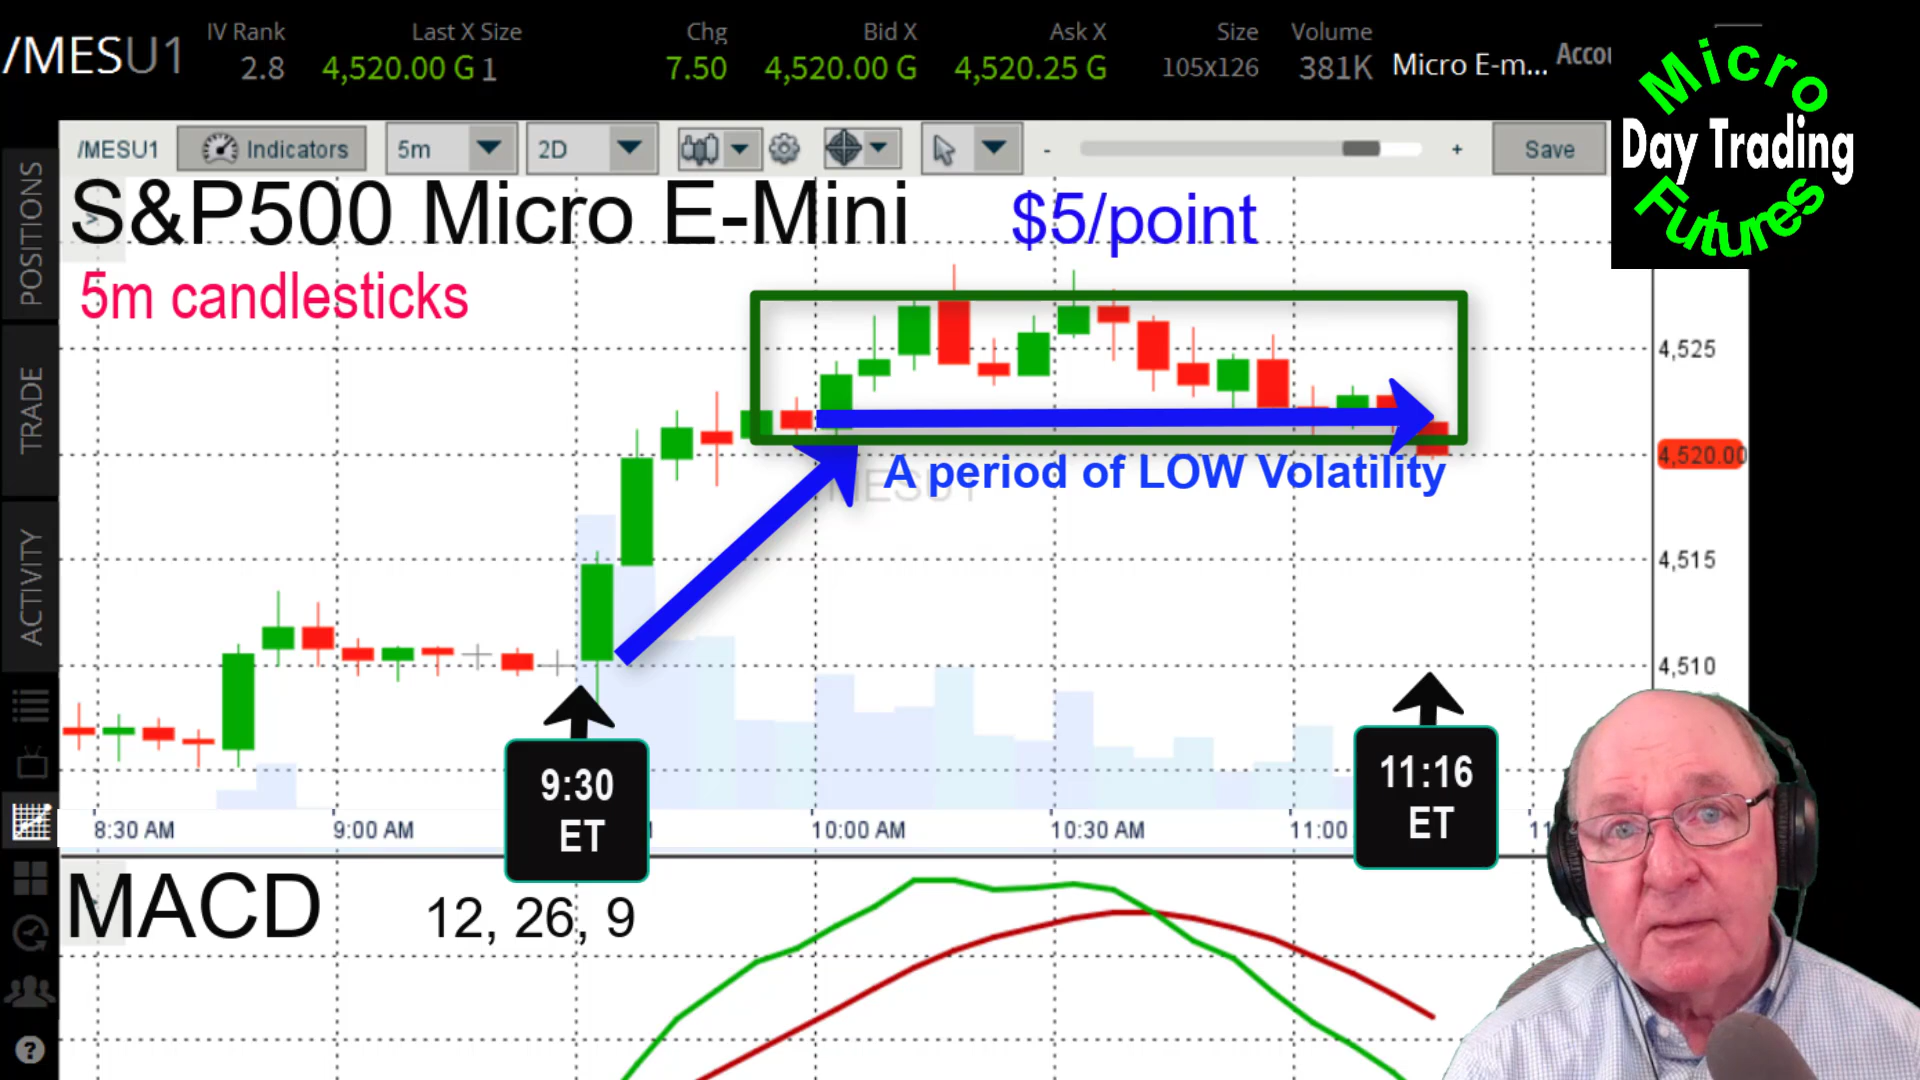 /MESU1
IV Rank
Last X Size
Chg
Bid X
Ask X
Size
Volume
2.8
4,520.00 G 1
7.50
4,520.00 G
4,520.25 G
105x126
381K
Micro E-m...
Accou
Micro
Day Trading
Futures
/MESU1
Indicators
5m
2D
-
+
Save
POSITIONS
TRADE
ACTIVITY
S&P500 Micro E-Mini
$5/point
5m candlesticks
4,525
4,520.00
A period of LOW Volatility
MESU1
4,515
4,510
9:30
ET
11:16
ET
8:30 AM
9:00 AM
10:00 AM
10:30 AM
11:00
MACD
12, 26, 9
?